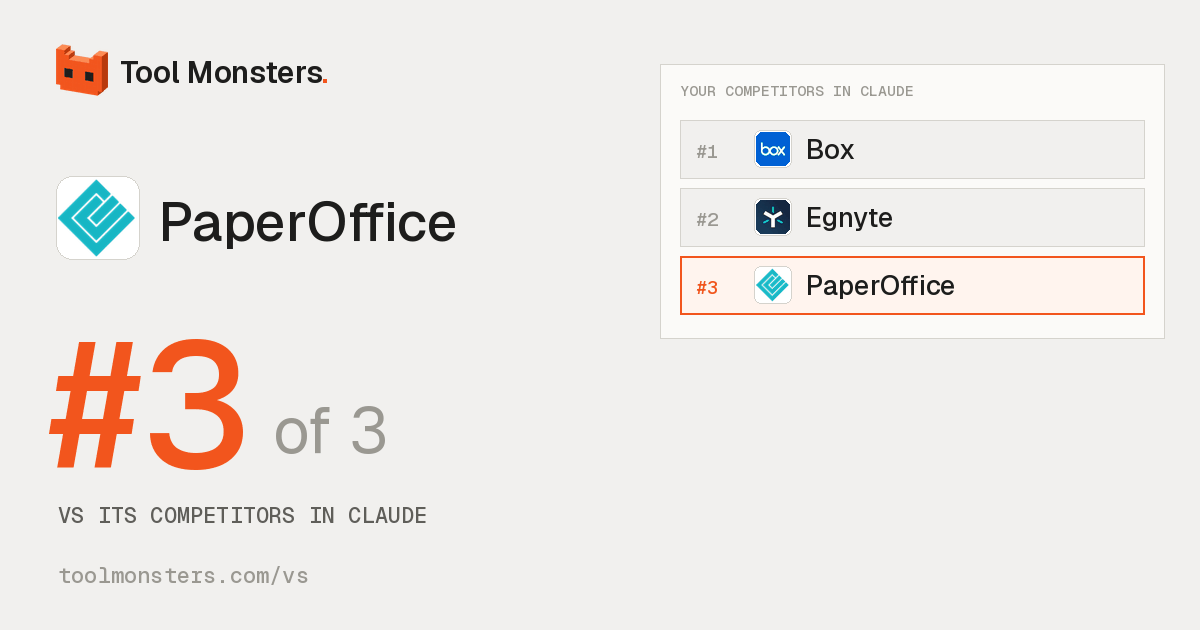 Tool Monsters.
PaperOffice
#3 of 3
VS ITS COMPETITORS IN CLAUDE
toolmonsters.com/vs
YOUR COMPETITORS IN CLAUDE
#1 box Box
#2 Egnyte
#3 PaperOffice